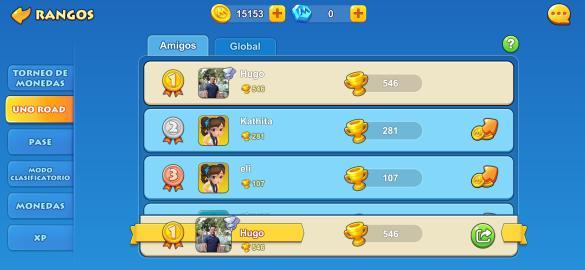 RANGOS
15153
0
Amigos
Global
?
TORNEO DE
MONEDAS
UNO ROAD
PASE
MODO
CLASIFICATORIO
MONEDAS
XP
1
Hugo
546
546
2
Kathita
281
281
3
eli
107
107
1
Hugo
546
546